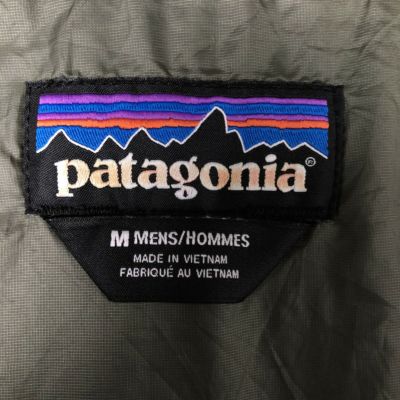 patagonia®
M MENS/HOMMES
MADE IN VIETNAM
FABRIQUÉ AU VIETNAM